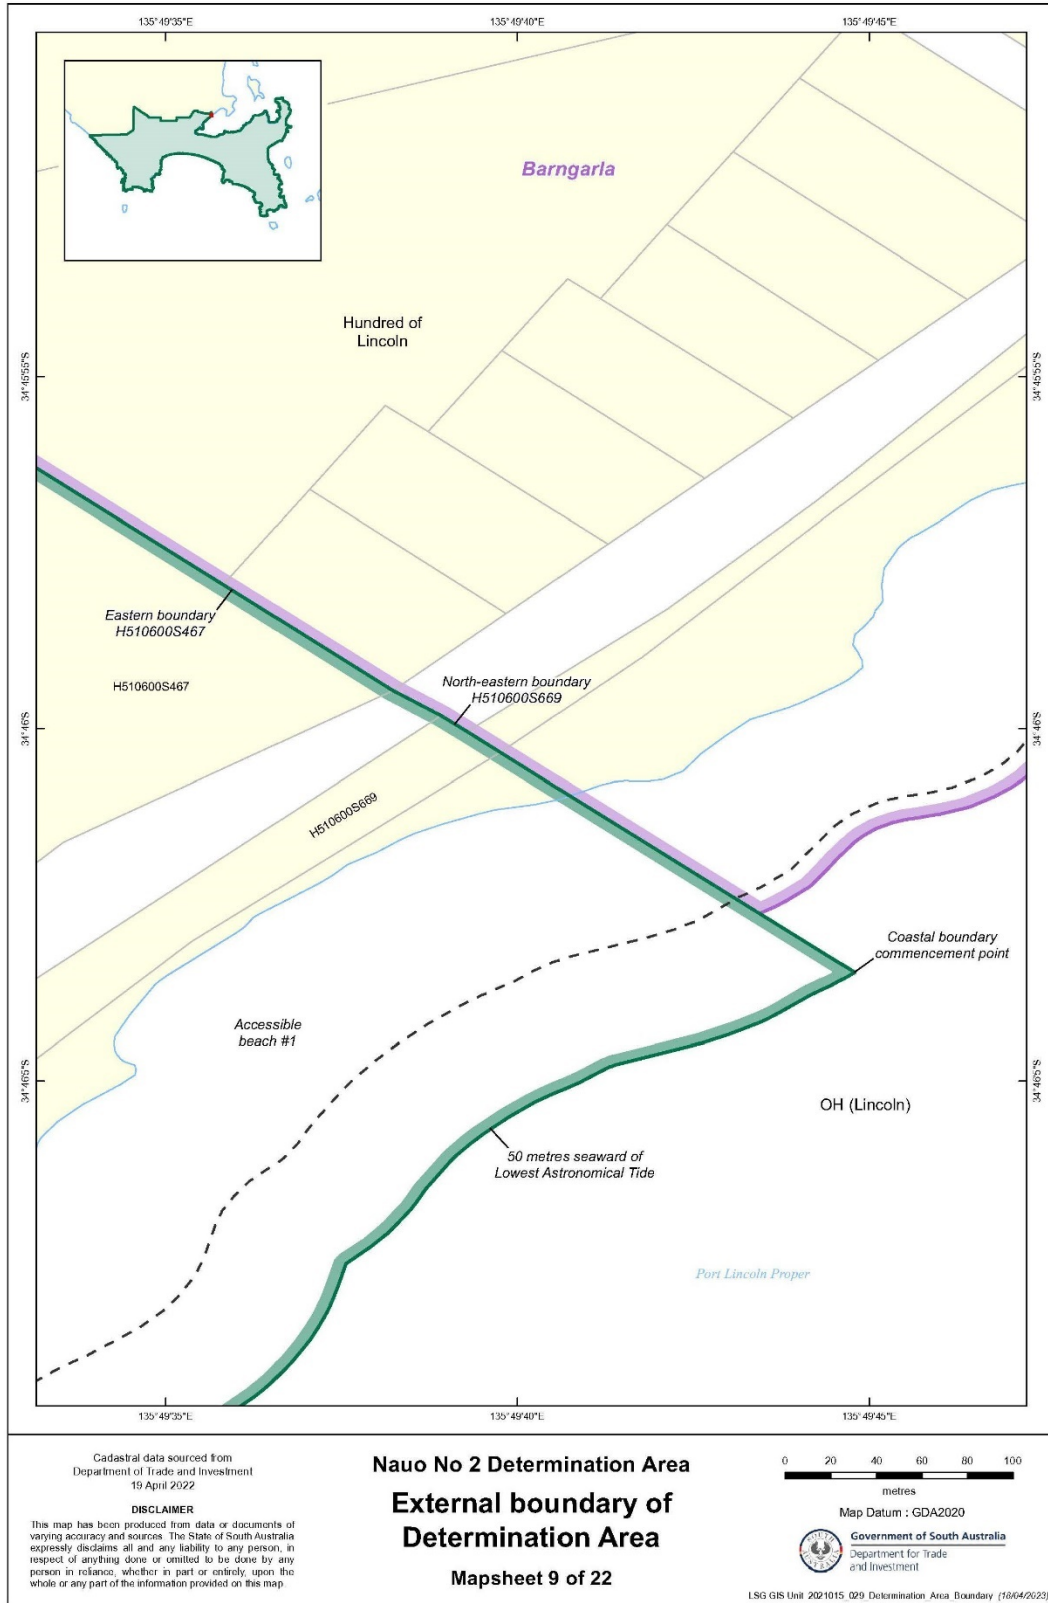 135°49'35"E
135°49'40"E
135°49'45"E
Barngarla
Hundred of
Lincoln
34°45'55"S
34°45'55"S
Eastern boundary
H510600S467
H510600S467
North-eastern boundary
H510600S669
34°46'S
34°46'S
H510600S669
Coastal boundary
commencement point
Accessible
beach #1
34°46'5"S
34°46'5"S
OH (Lincoln)
50 metres seaward of
Lowest Astronomical Tide
Port Lincoln Proper
135°49'35"E
135°49'40"E
135°49'45"E
Cadastral data sourced from
Department of Trade and Investment
19 April 2022
DISCLAIMER
This map has been produced from data or documents of
varying accuracy and sources. The State of South Australia
expressly disclaims all and any liability to any person, in
respect of anything done or omitted to be done by any
person in reliance, whether in part or entirely, upon the
whole or any part of the information provided on this map.
Nauo No 2 Determination Area
External boundary of
Determination Area
Mapsheet 9 of 22
0 20 40 60 80 100
metres
Map Datum : GDA2020
Government of South Australia
Department for Trade
and Investment
LSG GIS Unit 2021015_029_Determination_Area_Boundary (18/04/2023)